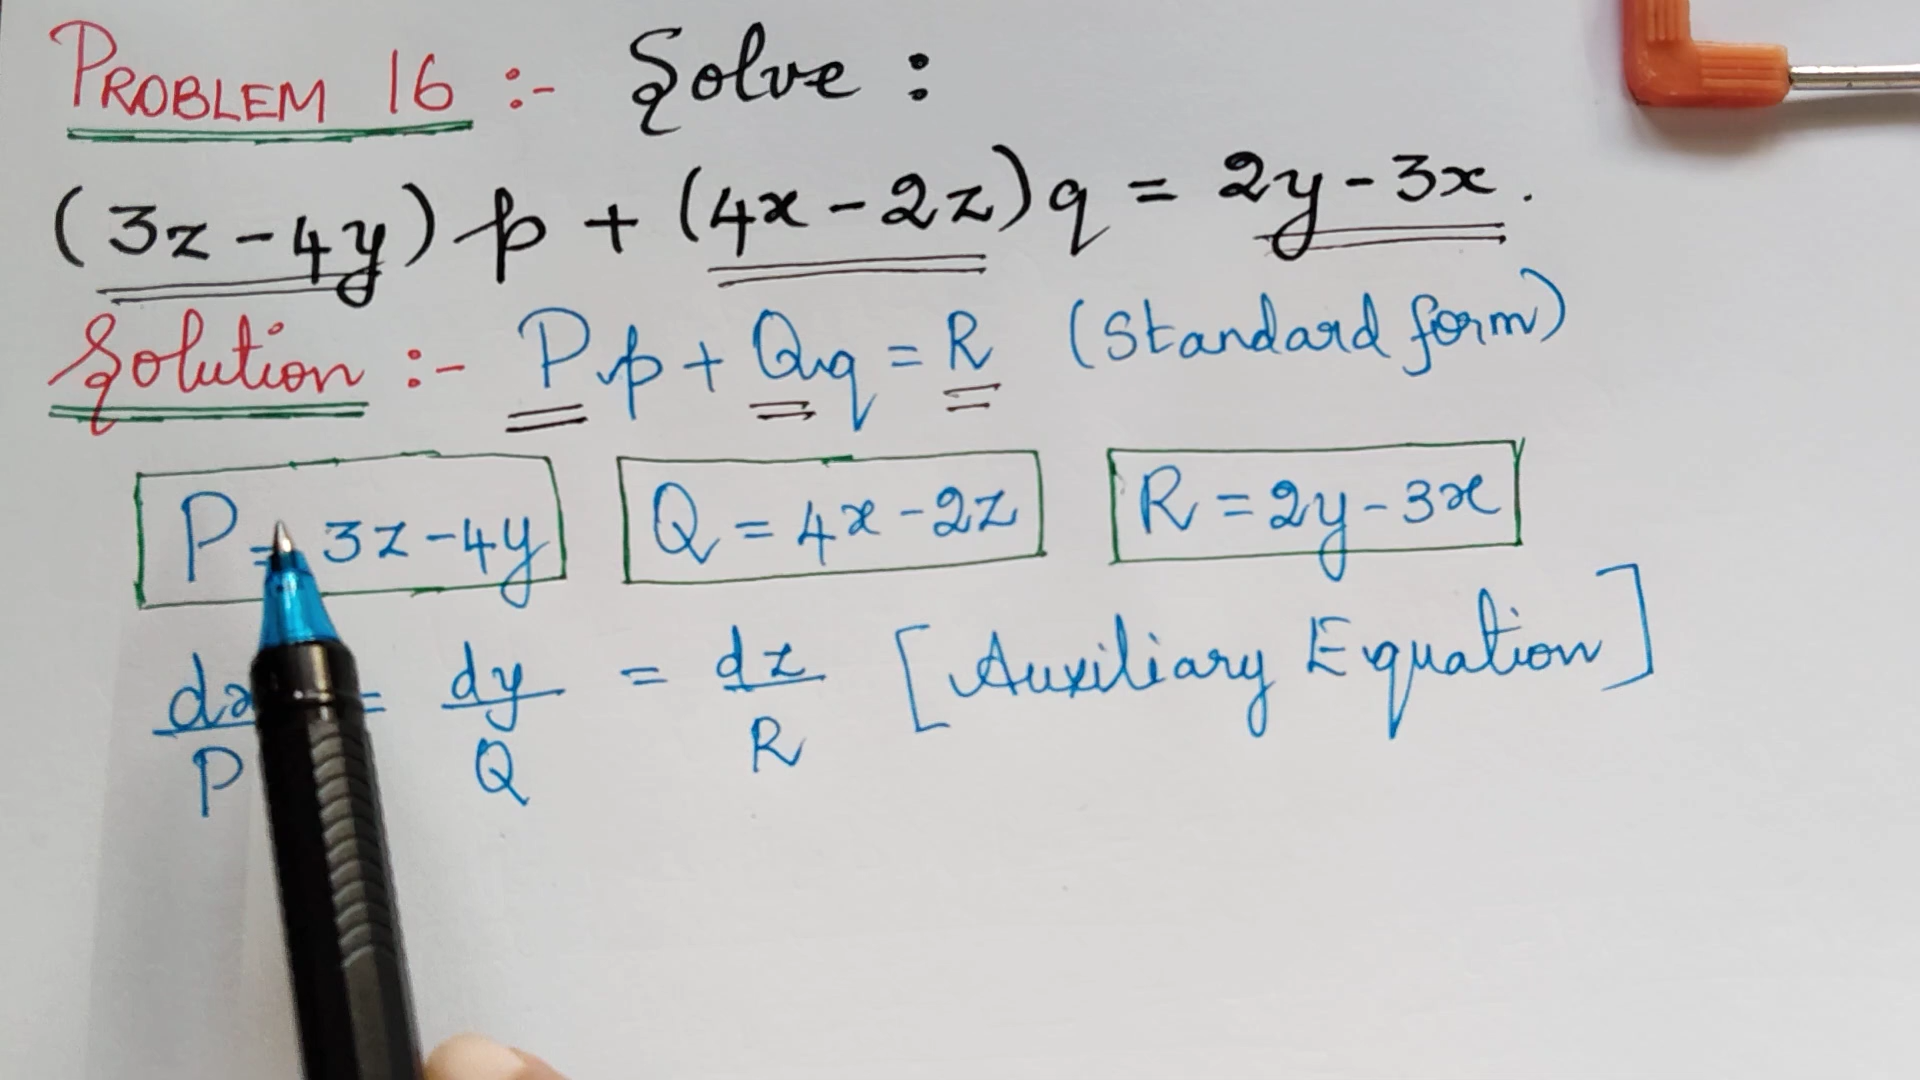 PROBLEM 16 :- Solve :
(3z - 4y) p + (4x - 2z) q = 2y - 3x .
Solution :- Pp + Qq = R (Standard form)
P = 3z - 4y Q = 4x - 2z R = 2y - 3x
dx/P = dy/Q = dz/R [Auxiliary Equation]